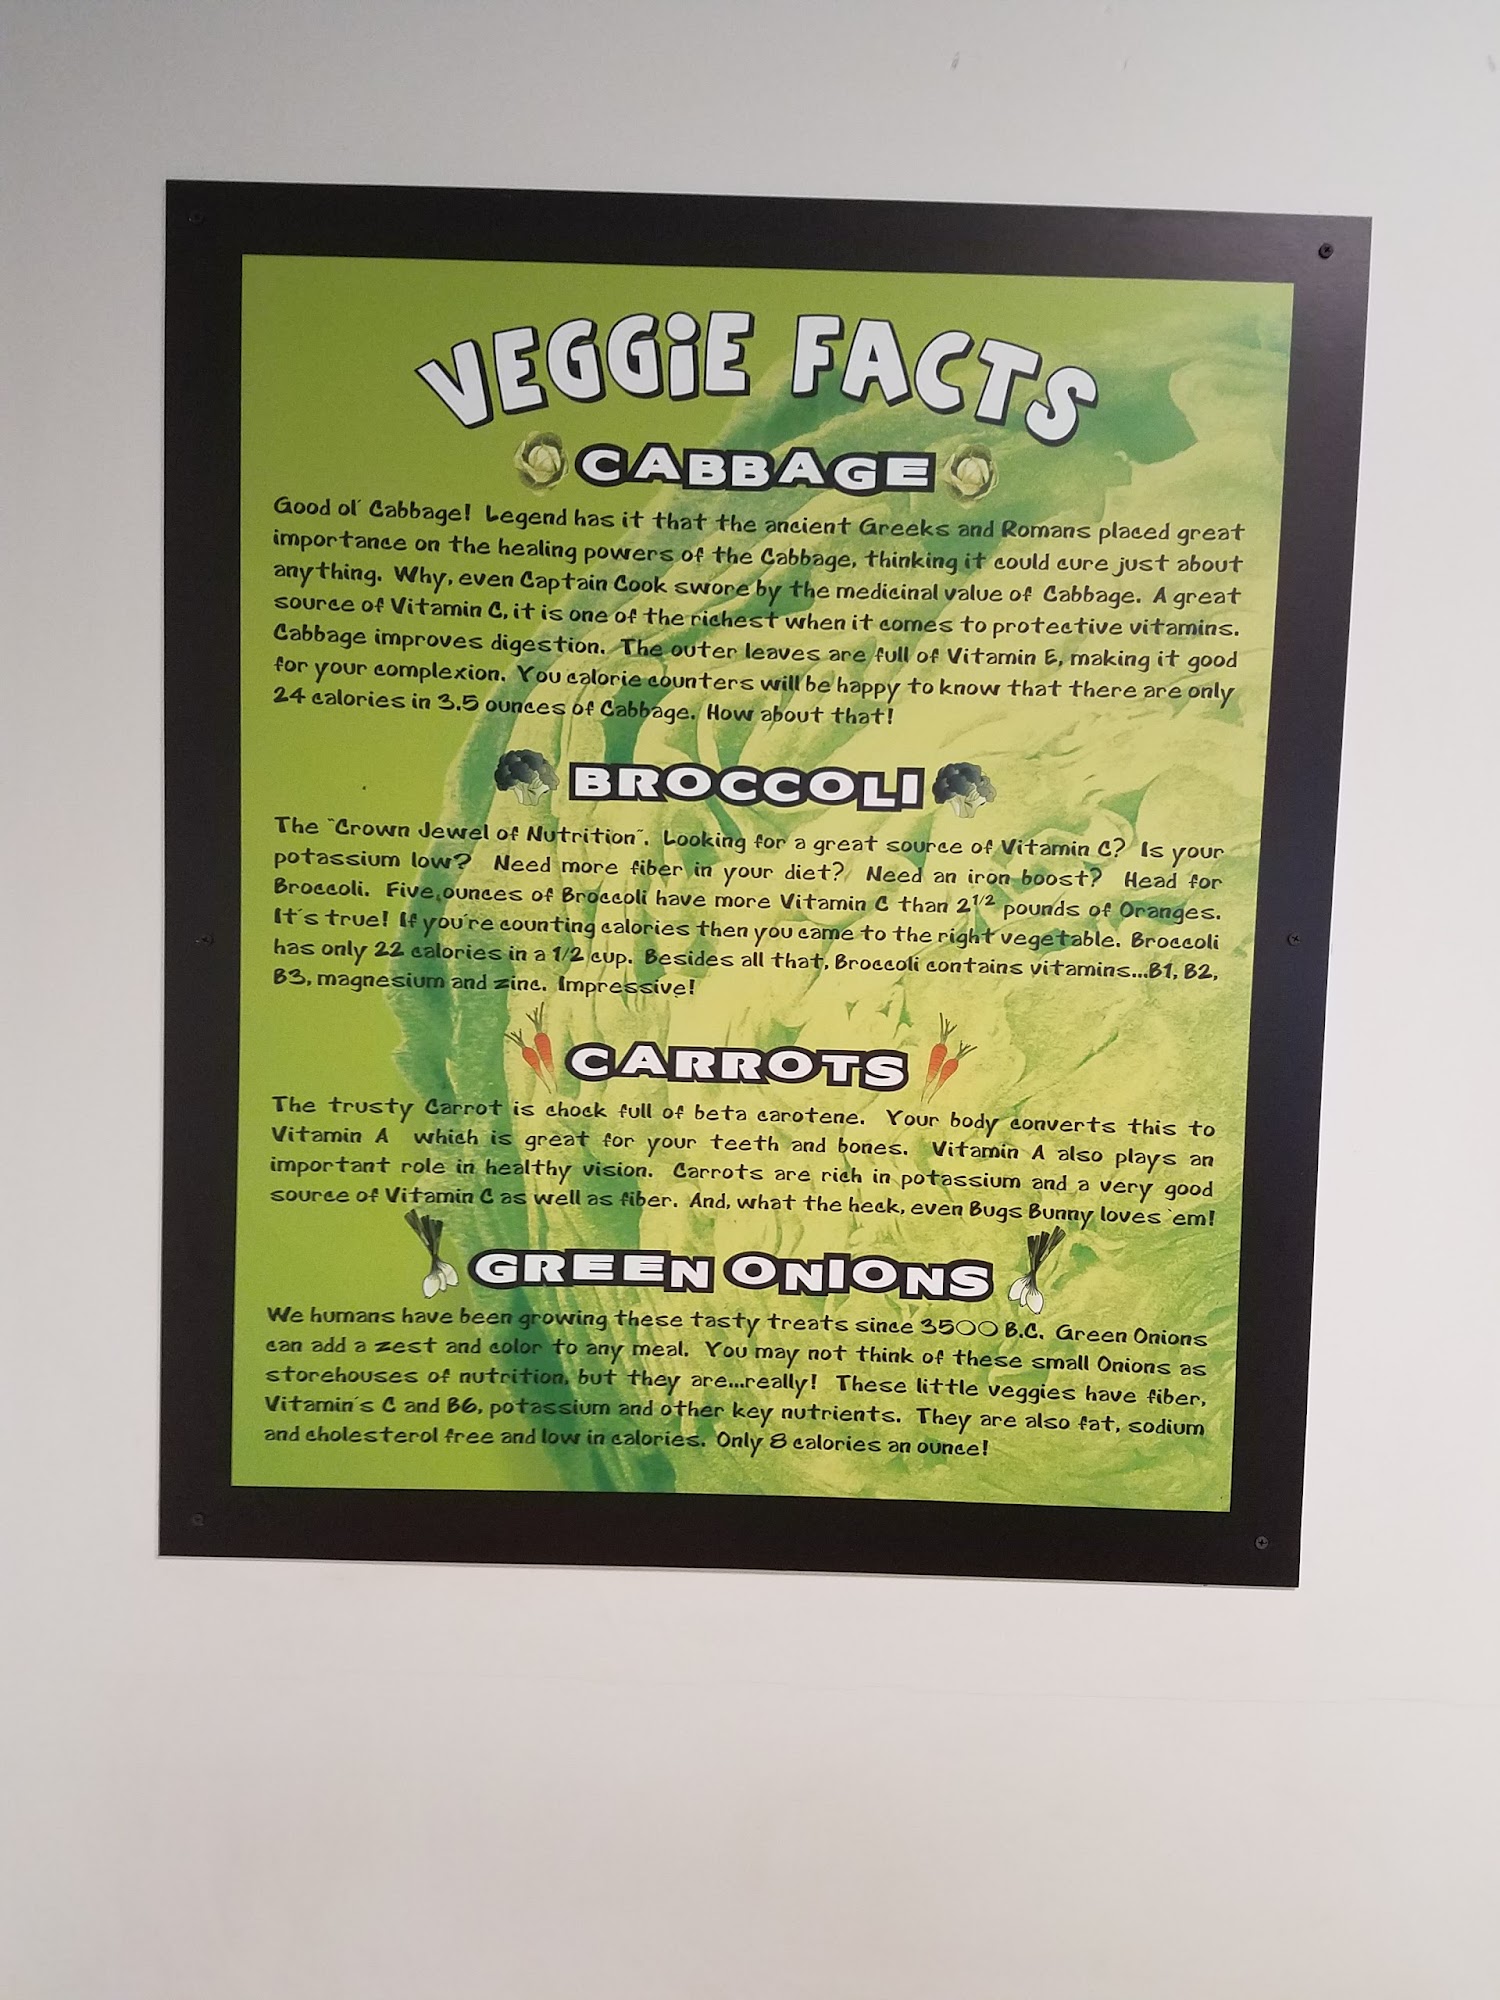 VEGGiE FACTS
CABBAGE
Good ol' Cabbage! Legend has it that the ancient Greeks and Romans placed great
importance on the healing powers of the Cabbage, thinking it could cure just about
anything. Why, even Captain Cook swore by the medicinal value of Cabbage. A great
source of Vitamin C, it is one of the richest when it comes to protective vitamins.
Cabbage improves digestion. The outer leaves are full of Vitamin E, making it good
for your complexion. You calorie counters will be happy to know that there are only
24 calories in 3.5 ounces of Cabbage. How about that!
BROCCOLI
The "Crown Jewel of Nutrition". Looking for a great source of Vitamin C? Is your
potassium low? Need more fiber in your diet? Need an iron boost? Head for
Broccoli. Five ounces of Broccoli have more Vitamin C than 2 1/2 pounds of Oranges.
It's true! If you're counting calories then you came to the right vegetable. Broccoli
has only 22 calories in a 1/2 cup. Besides all that, Broccoli contains vitamins...B1, B2,
B3, magnesium and zinc. Impressive!
CARROTS
The trusty Carrot is chock full of beta carotene. Your body converts this to
Vitamin A which is great for your teeth and bones. Vitamin A also plays an
important role in healthy vision. Carrots are rich in potassium and a very good
source of Vitamin C as well as fiber. And, what the heck, even Bugs Bunny loves 'em!
GREEN ONIONS
We humans have been growing these tasty treats since 3500 B.C. Green Onions
can add a zest and color to any meal. You may not think of these small Onions as
storehouses of nutrition, but they are...really! These little veggies have fiber,
Vitamin's C and B6, potassium and other key nutrients. They are also fat, sodium
and cholesterol free and low in calories. Only 8 calories an ounce!